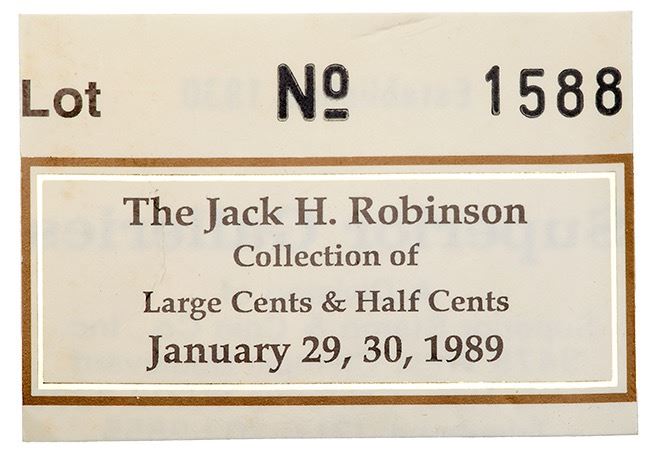 Lot Nº 1588
The Jack H. Robinson
Collection of
Large Cents & Half Cents
January 29, 30, 1989